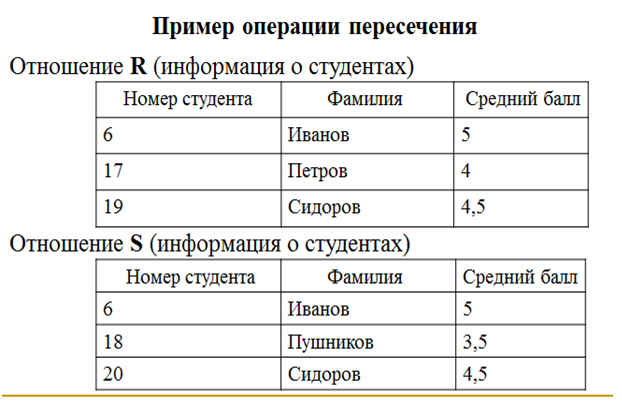 Пример операции пересечения
Отношение R (информация о студентах)
Номер студента Фамилия Средний балл
6 Иванов 5
17 Петров 4
19 Сидоров 4,5
Отношение S (информация о студентах)
Номер студента Фамилия Средний балл
6 Иванов 5
18 Пушников 3,5
20 Сидоров 4,5